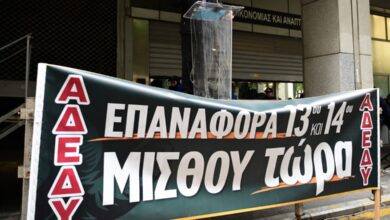 ΟΙΚΟΝΟΜΙΑΣ ΚΑΙ ΑΝΑΠΤ
ΑΔΕΔΥ
ΕΠΑΝΑΦΟΡΑ 13ου ΚΑΙ 14ου
ΜΙΣΘΟΥ τώρα
ΑΔΕΔΥ